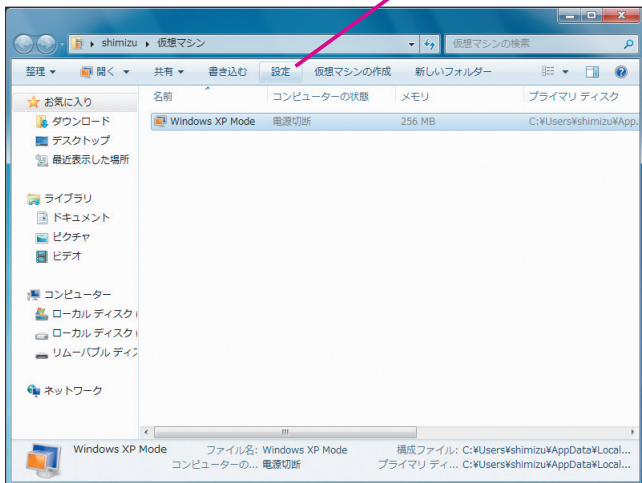 shimizu 仮想マシン 仮想マシンの検索
整理 開く 共有 書き込む 設定 仮想マシンの作成 新しいフォルダー
お気に入り
ダウンロード
デスクトップ
最近表示した場所
ライブラリ
ドキュメント
ピクチャ
ビデオ
コンピューター
ローカル ディスク (
ローカル ディスク (
リムーバブル ディス
ネットワーク
名前 コンピューターの状態 メモリ プライマリ ディスク
Windows XP Mode 電源切断 256 MB C:¥Users¥shimizu¥App.
Windows XP Mode ファイル名: Windows XP Mode 構成ファイル: C:¥Users¥shimizu¥AppData¥Local...
コンピューターの... 電源切断 プライマリ ディ... C:¥Users¥shimizu¥AppData¥Local...